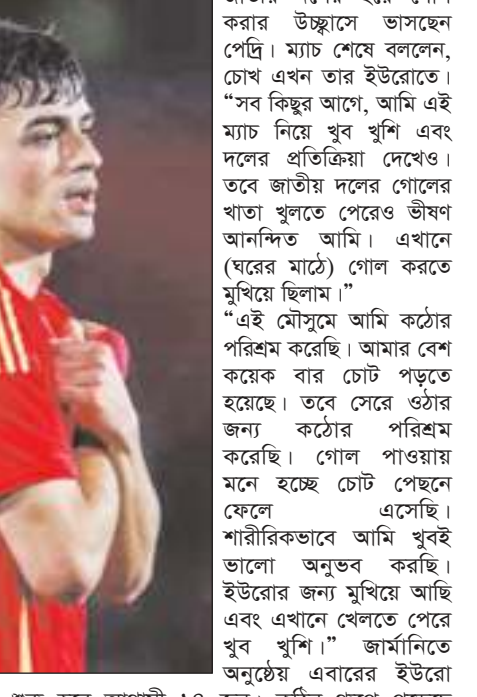 করার উচ্ছ্বাসে ভাসছেন
পেদ্রি। ম্যাচ শেষে বললেন,
চোখ এখন তার ইউরোতে।
“সব কিছুর আগে, আমি এই
ম্যাচ নিয়ে খুব খুশি এবং
দলের প্রতিক্রিয়া দেখেও।
তবে জাতীয় দলের গোলের
খাতা খুলতে পেরেও ভীষণ
আনন্দিত আমি। এখানে
(ঘরের মাঠে) গোল করতে
মুখিয়ে ছিলাম।”
“এই মৌসুমে আমি কঠোর
পরিশ্রম করেছি। আমার বেশ
কয়েক বার চোট পড়তে
হয়েছে। তবে সেরে ওঠার
জন্য কঠোর পরিশ্রম
করেছি। গোল পাওয়ায়
মনে হচ্ছে চোট পেছনে
ফেলে এসেছি।
শারীরিকভাবে আমি খুবই
ভালো অনুভব করছি।
ইউরোর জন্য মুখিয়ে আছি
এবং এখানে খেলতে পেরে
খুব খুশি।” জার্মানিতে
অনুষ্ঠেয় এবারের ইউরো